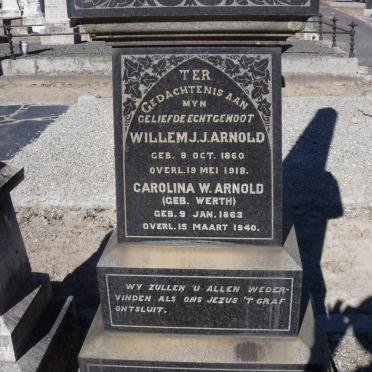 TER
GEDACHTENIS AAN
MYN
GELIEFDE ECHTGENOOT
WILLEM J.J. ARNOLD
GEB. 8 OCT. 1860
OVERL. 19 MEI 1918.
CAROLINA W. ARNOLD
(GEB. WERTH)
GEB. 9 JAN. 1863
OVERL. 15 MAART 1940.
WY ZULLEN U ALLEN WEDER-
VINDEN ALS ONS JEZUS 'T GRAF
ONTSLUIT.